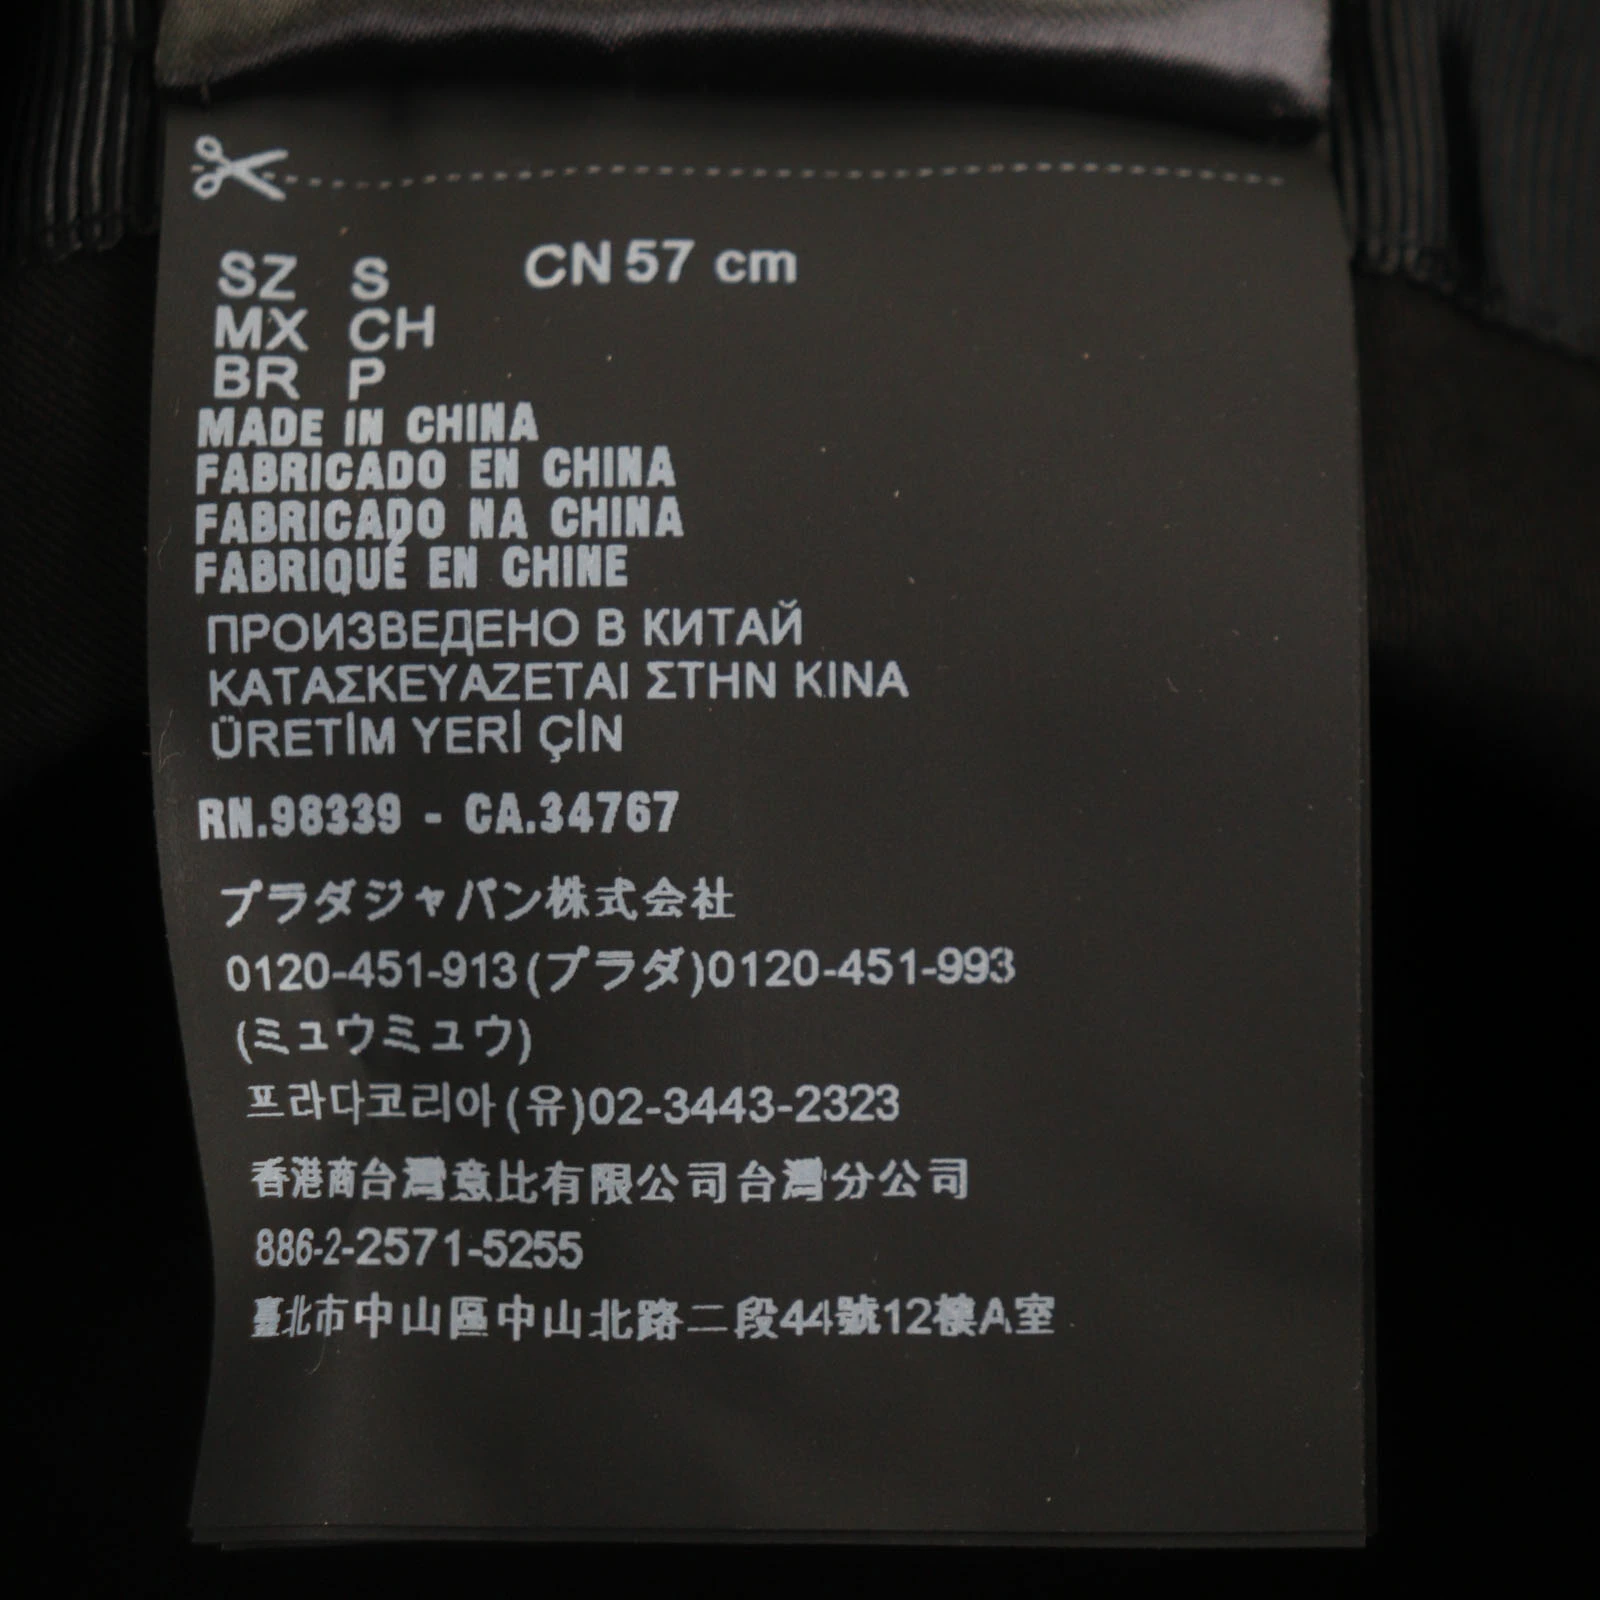 SZ S CN 57 cm
MX CH
BR P
MADE IN CHINA
FABRICADO EN CHINA
FABRICADO NA CHINA
FABRIQUÉ EN CHINE
ПРОИЗВЕДЕНО В КИТАЙ
ΚΑΤΑΣΚΕΥΑΖΕΤΑΙ ΣΤΗΝ ΚΙΝΑ
ÜRETİM YERİ ÇİN
RN.98339 - CA.34767
プラダジャパン株式会社
0120-451-913(プラダ)0120-451-993
(ミュウミュウ)
프라다코리아(유)02-3443-2323
香港商台灣意比有限公司台灣分公司
886-2-2571-5255
臺北市中山區中山北路二段44號12樓A室